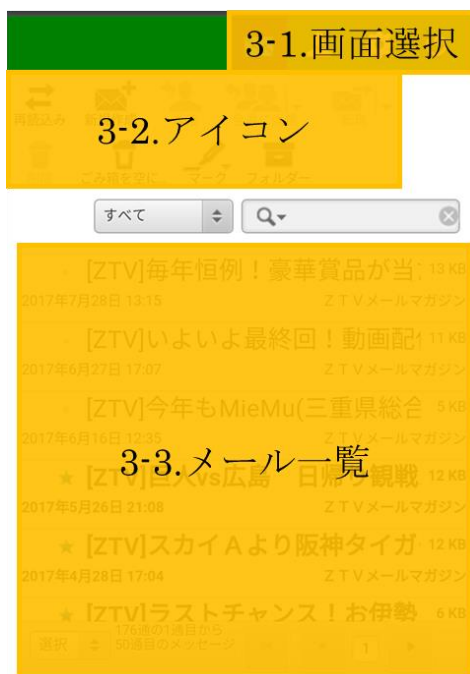 3-1.画面選択
再読込み
3-2.アイコン
ごみ箱を空に マーク フォルダー
すべて
[ZTV]毎年恒例！豪華賞品が当 13 KB
2017年7月28日 13:15 ZTVメールマガジン
[ZTV]いよいよ最終回！動画配 11 KB
2017年6月27日 17:07 ZTVメールマガジン
[ZTV]今年もMieMu(三重県総合 5 KB
2017年6月16日 12:35 ZTVメールマガジン
3-3.メール一覧
★ [ZTV]巨人vs広島 日帰り観戦 12 KB
2017年5月26日 21:08 ZTVメールマガジン
★ [ZTV]スカイAより阪神タイガ 12 KB
2017年4月28日 17:04 ZTVメールマガジン
★ [ZTV]ラストチャンス！お伊勢 6 KB
176通の1通目から
選択 50通目のメッセージ 1